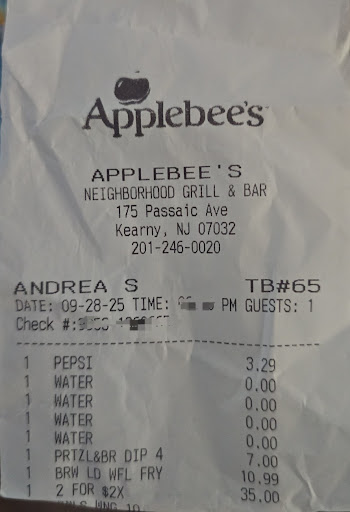 Applebee's
APPLEBEE'S
NEIGHBORHOOD GRILL & BAR
175 Passaic Ave
Kearny, NJ 07032
201-246-0020
ANDREA S TB#65
DATE: 09-28-25 TIME: PM GUESTS: 1
Check #:
1 PEPSI 3.29
1 WATER 0.00
1 WATER 0.00
1 WATER 0.00
1 WATER 0.00
1 PRTZL&BR DIP 4 7.00
1 BRW LD WFL FRY 10.99
1 2 FOR $2X 35.00